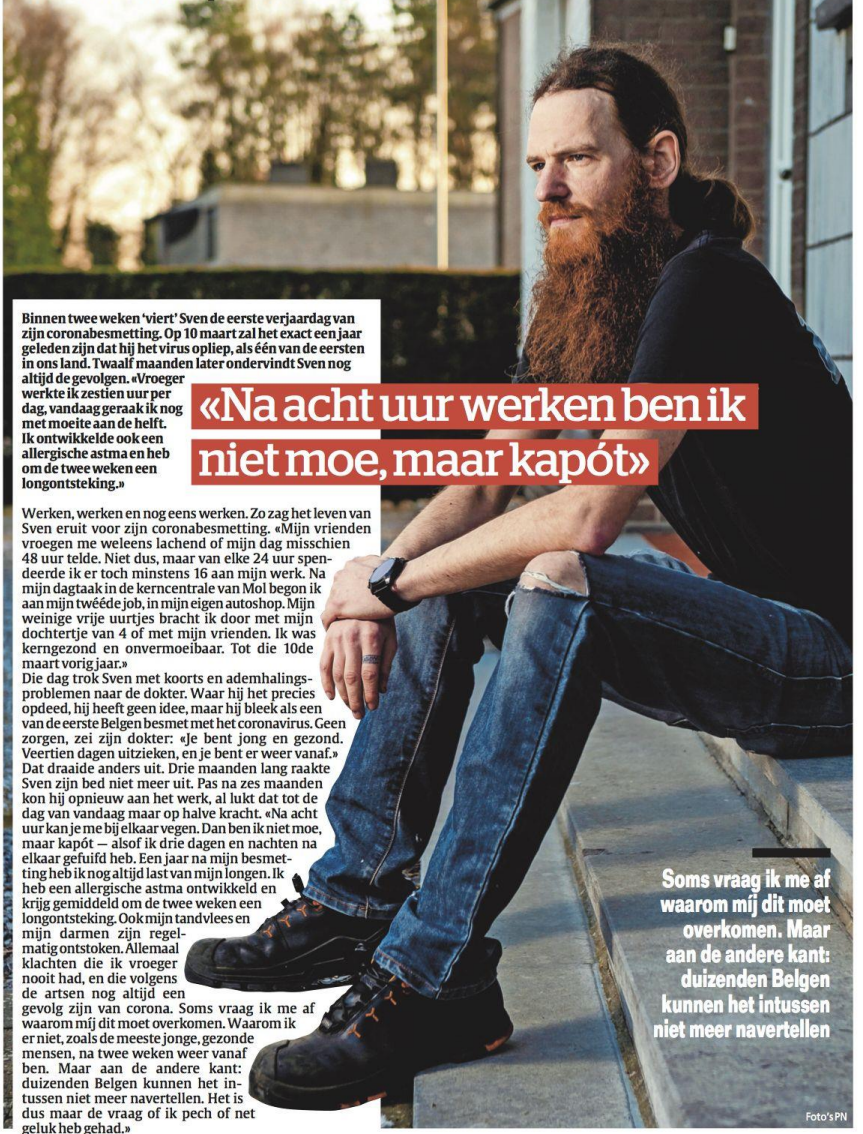 Binnen twee weken ‘viert’ Sven de eerste verjaardag van
zijn coronabesmetting. Op 10 maart zal het exact een jaar
geleden zijn dat hij het virus opliep, als één van de eersten
in ons land. Twaalf maanden later ondervindt Sven nog
altijd de gevolgen. «Vroeger
werkte ik zestien uur per
dag, vandaag geraak ik nog
met moeite aan de helft.
Ik ontwikkelde ook een
allergische astma en heb
om de twee weken een
longontsteking.»
«Na acht uur werken ben ik
niet moe, maar kapót»
Werken, werken en nog eens werken. Zo zag het leven van
Sven eruit voor zijn coronabesmetting. «Mijn vrienden
vroegen me weleens lachend of mijn dag misschien
48 uur telde. Niet dus, maar van elke 24 uur spen-
deerde ik er toch minstens 16 aan mijn werk. Na
mijn dagtaak in de kerncentrale van Mol begon ik
aan mijn twééde job, in mijn eigen autoshop. Mijn
weinige vrije uurtjes bracht ik door met mijn
dochtertje van 4 of met mijn vrienden. Ik was
kerngezond en onvermoeibaar. Tot die 10de
maart vorig jaar.»
Die dag trok Sven met koorts en ademhalings-
problemen naar de dokter. Waar hij het precies
opdeed, hij heeft geen idee, maar hij bleek als een
van de eerste Belgen besmet met het coronavirus. Geen
zorgen, zei zijn dokter: «Je bent jong en gezond.
Veertien dagen uitzieken, en je bent er weer vanaf.»
Dat draaide anders uit. Drie maanden lang raakte
Sven zijn bed niet meer uit. Pas na zes maanden
kon hij opnieuw aan het werk, al lukt dat tot de
dag van vandaag maar op halve kracht. «Na acht
uur kan je me bij elkaar vegen. Dan ben ik niet moe,
maar kapót — alsof ik drie dagen en nachten na
elkaar gefuifd heb. Een jaar na mijn besmet-
ting heb ik nog altijd last van mijn longen. Ik
heb een allergische astma ontwikkeld en
krijg gemiddeld om de twee weken een
longontsteking. Ook mijn tandvlees en
mijn darmen zijn regel-
matig ontstoken. Allemaal
klachten die ik vroeger
nooit had, en die volgens
de artsen nog altijd een
gevolg zijn van corona. Soms vraag ik me af
waarom míj dit moet overkomen. Waarom ik
er niet, zoals de meeste jonge, gezonde
mensen, na twee weken weer vanaf
ben. Maar aan de andere kant:
duizenden Belgen kunnen het in-
tussen niet meer navertellen. Het is
dus maar de vraag of ik pech of net
geluk heb gehad.»
Soms vraag ik me af
waarom míj dit moet
overkomen. Maar
aan de andere kant:
duizenden Belgen
kunnen het intussen
niet meer navertellen
Foto's PN